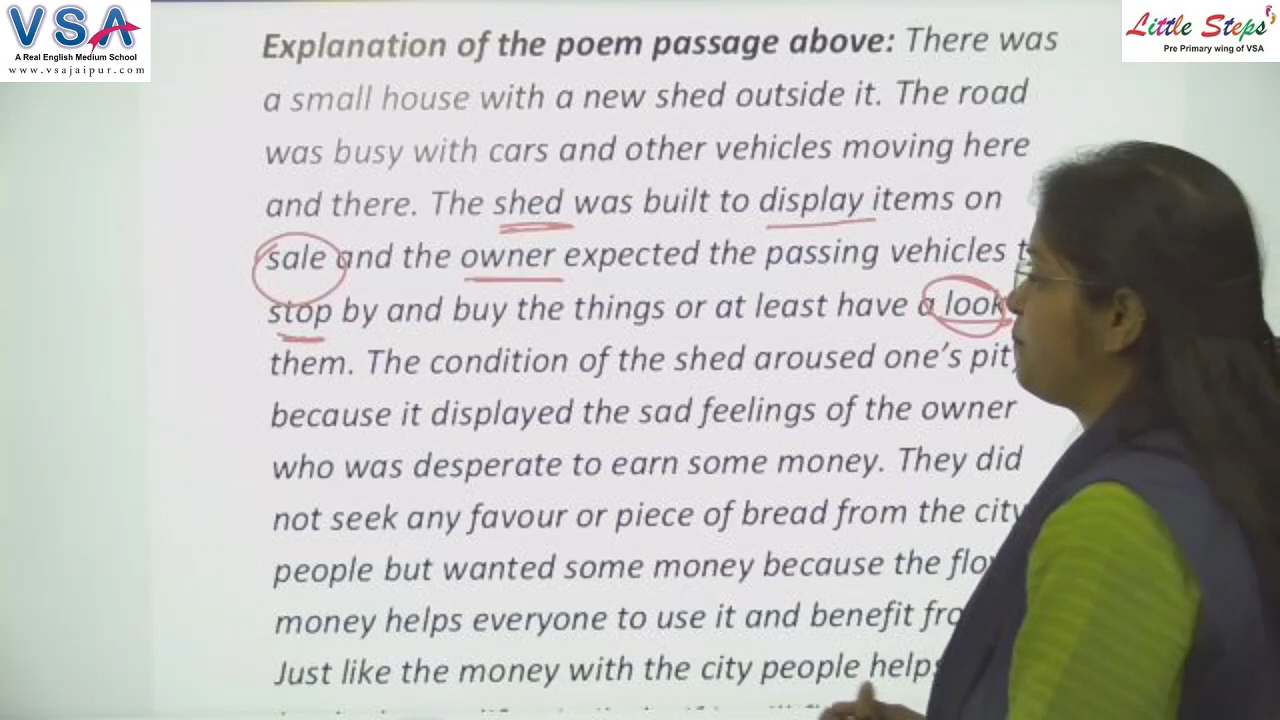 VSA
A Real English Medium School
www.vsajaipur.com
Little Steps
Pre Primary wing of VSA
Explanation of the poem passage above: There was
a small house with a new shed outside it. The road
was busy with cars and other vehicles moving here
and there. The shed was built to display items on
sale and the owner expected the passing vehicles
stop by and buy the things or at least have a look
them. The condition of the shed aroused one's pity
because it displayed the sad feelings of the owner
who was desperate to earn some money. They did
not seek any favour or piece of bread from the city
people but wanted some money because the
money helps everyone to use it and benefit
Just like the money with the city people helps